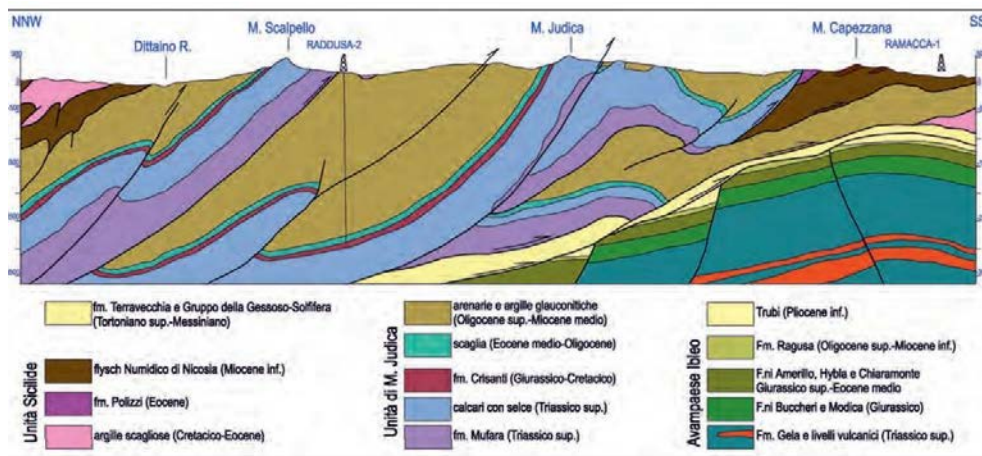 NNW
SS
Dittaino R.
M. Scalpello
RADDUSA-2
M. Judica
M. Capezzana
RAMACCA-1
Unità Sicilide
fm. Terravecchia e Gruppo della Gessoso-Solfifera
(Tortoniano sup.-Messiniano)
flysch Numidico di Nicosia (Miocene inf.)
fm. Polizzi (Eocene)
argille scagliose (Cretacico-Eocene)
Unità di M. Judica
arenarie e argille glauconitiche
(Oligocene sup.-Miocene medio)
scaglia (Eocene medio-Oligocene)
fm. Crisanti (Giurassico-Cretacico)
calcari con selce (Triassico sup.)
fm. Mufara (Triassico sup.)
Avampaese Ibleo
Trubi (Pliocene inf.)
Fm. Ragusa (Oligocene sup.-Miocene inf.)
F.ni Amerillo, Hybla e Chiaramonte
Giurassico sup.-Eocene medio)
F.ni Buccheri e Modica (Giurassico)
Fm. Gela e livelli vulcanici (Triassico sup.)